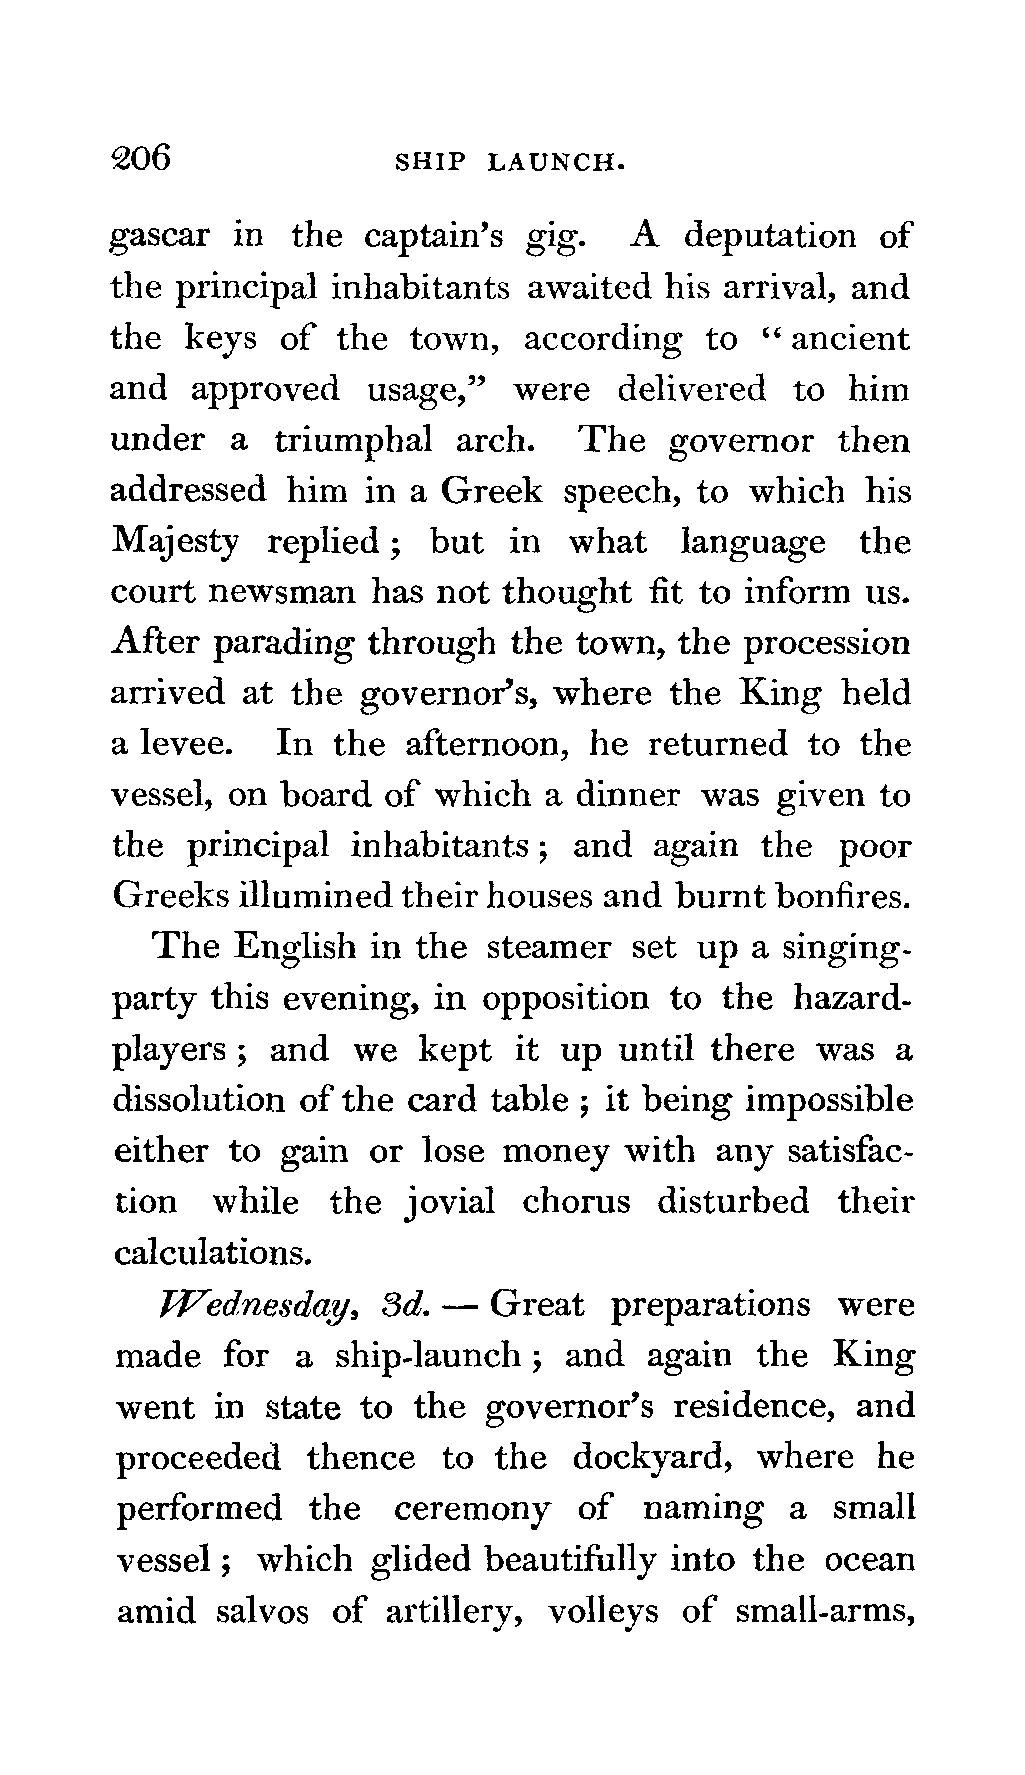 206 SHIP LAUNCH.
gascar in the captain's gig. A deputation of
the principal inhabitants awaited his arrival, and
the keys of the town, according to “ ancient
and approved usage,” were delivered to him
under a triumphal arch. The governor then
addressed him in a Greek speech, to which his
Majesty replied ; but in what language the
court newsman has not thought fit to inform us.
After parading through the town, the procession
arrived at the governor's, where the King held
a levee. In the afternoon, he returned to the
vessel, on board of which a dinner was given to
the principal inhabitants ; and again the poor
Greeks illumined their houses and burnt bonfires.
The English in the steamer set up a singing-
party this evening, in opposition to the hazard-
players ; and we kept it up until there was a
dissolution of the card table ; it being impossible
either to gain or lose money with any satisfac-
tion while the jovial chorus disturbed their
calculations.
Wednesday, 3d. — Great preparations were
made for a ship-launch ; and again the King
went in state to the governor's residence, and
proceeded thence to the dockyard, where he
performed the ceremony of naming a small
vessel ; which glided beautifully into the ocean
amid salvos of artillery, volleys of small-arms,